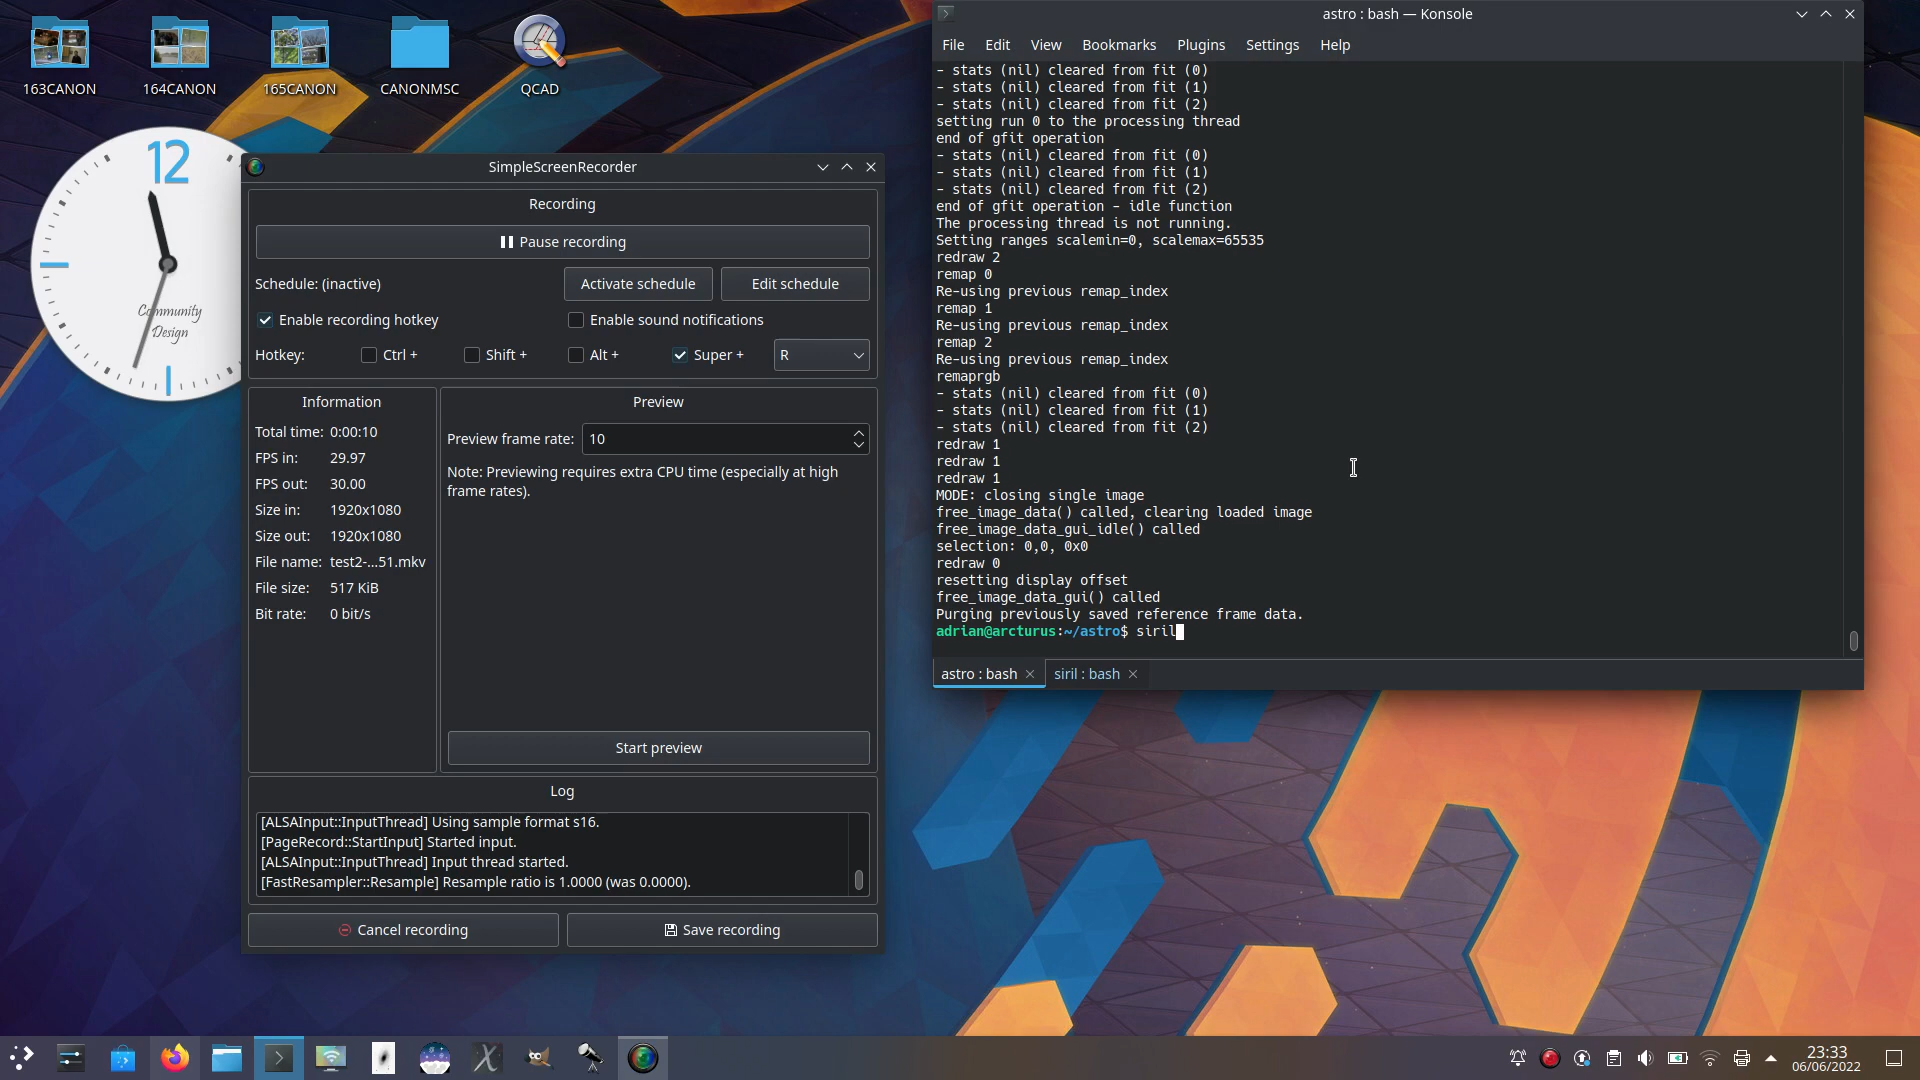 163CANON
164CANON
165CANON
CANONMSC
QCAD
12
Community
Design
SimpleScreenRecorder
Recording
Pause recording
Schedule: (inactive)
Activate schedule
Edit schedule
Enable recording hotkey
Enable sound notifications
Hotkey:
Ctrl +
Shift +
Alt +
Super +
R
Information
Total time: 0:00:10
FPS in: 29.97
FPS out: 30.00
Size in: 1920x1080
Size out: 1920x1080
File name: test2-...51.mkv
File size: 517 KiB
Bit rate: 0 bit/s
Preview
Preview frame rate: 10
Note: Previewing requires extra CPU time (especially at high
frame rates).
Start preview
Log
[ALSAInput::InputThread] Using sample format s16.
[PageRecord::StartInput] Started input.
[ALSAInput::InputThread] Input thread started.
[FastResampler::Resample] Resample ratio is 1.0000 (was 0.0000).
Cancel recording
Save recording
astro : bash — Konsole
File Edit View Bookmarks Plugins Settings Help
- stats (nil) cleared from fit (0)
- stats (nil) cleared from fit (1)
- stats (nil) cleared from fit (2)
setting run 0 to the processing thread
end of gfit operation
- stats (nil) cleared from fit (0)
- stats (nil) cleared from fit (1)
- stats (nil) cleared from fit (2)
end of gfit operation - idle function
The processing thread is not running.
Setting ranges scalemin=0, scalemax=65535
redraw 2
remap 0
Re-using previous remap_index
remap 1
Re-using previous remap_index
remap 2
Re-using previous remap_index
remaprgb
- stats (nil) cleared from fit (0)
- stats (nil) cleared from fit (1)
- stats (nil) cleared from fit (2)
redraw 1
redraw 1
redraw 1
MODE: closing single image
free_image_data() called, clearing loaded image
free_image_data_gui_idle() called
selection: 0,0, 0x0
redraw 0
resetting display offset
free_image_data_gui() called
Purging previously saved reference frame data.
adrian@arcturus:~/astro$ siril
astro : bash
siril : bash
23:33
06/06/2022